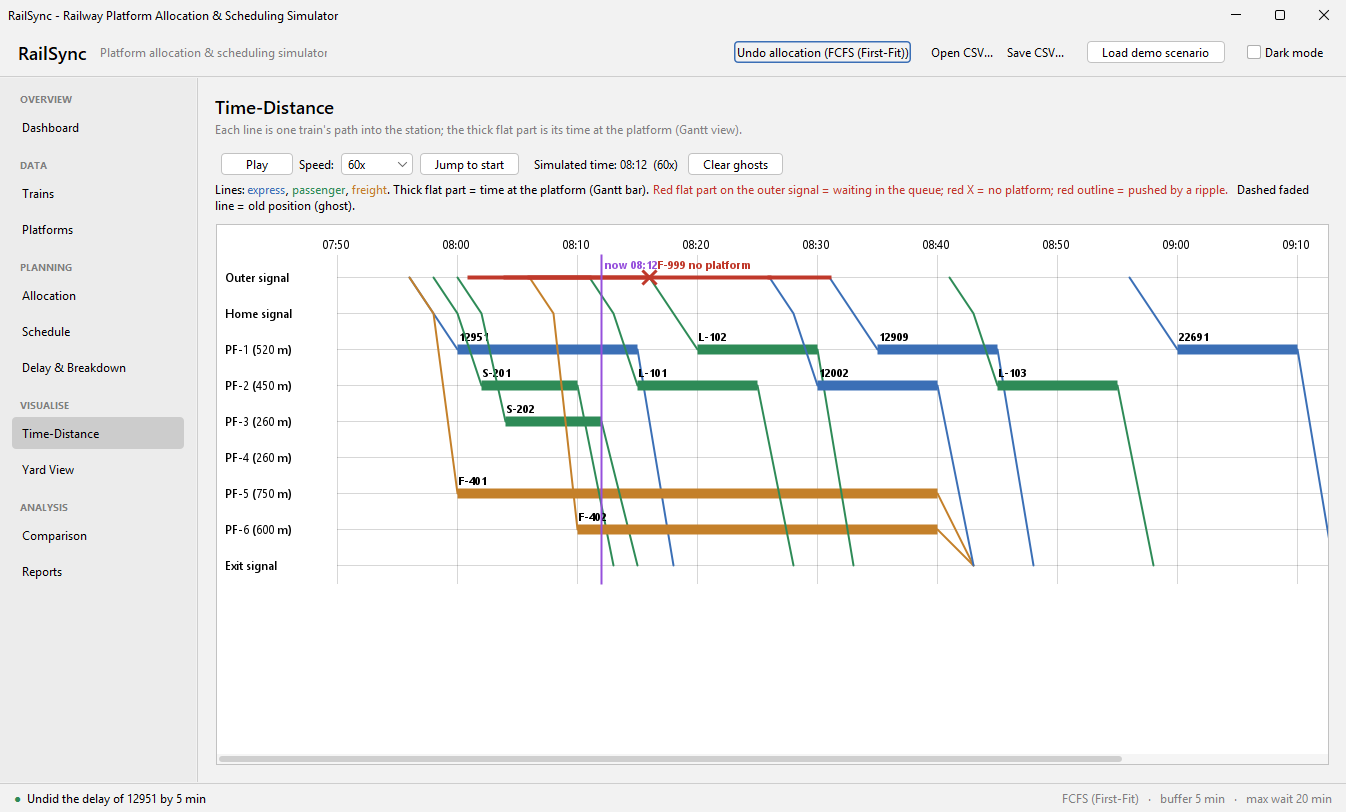 RailSync - Railway Platform Allocation & Scheduling Simulator
RailSync Platform allocation & scheduling simulator Undo allocation (FCFS (First-Fit)) Open CSV... Save CSV... Load demo scenario Dark mode
OVERVIEW
Dashboard
DATA
Trains
Platforms
PLANNING
Allocation
Schedule
Delay & Breakdown
VISUALISE
Time-Distance
Yard View
ANALYSIS
Comparison
Reports
Time-Distance
Each line is one train's path into the station; the thick flat part is its time at the platform (Gantt view).
Play Speed: 60x Jump to start Simulated time: 08:12 (60x) Clear ghosts
Lines: express, passenger, freight. Thick flat part = time at the platform (Gantt bar). Red flat part on the outer signal = waiting in the queue; red X = no platform; red outline = pushed by a ripple. Dashed faded
line = old position (ghost).
07:50 08:00 08:10 08:20 08:30 08:40 08:50 09:00 09:10
now 08:12 F-999 no platform
Outer signal
Home signal
12951 L-102 12909 22691
PF-1 (520 m)
S-201 L-101 12002 L-103
PF-2 (450 m)
S-202
PF-3 (260 m)
PF-4 (260 m)
F-401
PF-5 (750 m)
F-402
PF-6 (600 m)
Exit signal
Undid the delay of 12951 by 5 min FCFS (First-Fit) · buffer 5 min · max wait 20 min